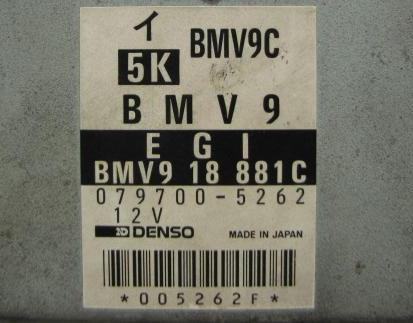 イ
5K BMV9C
BMV9
EGI
BMV9 18 881C
079700-5262
12V
DENSO MADE IN JAPAN
*005262F*